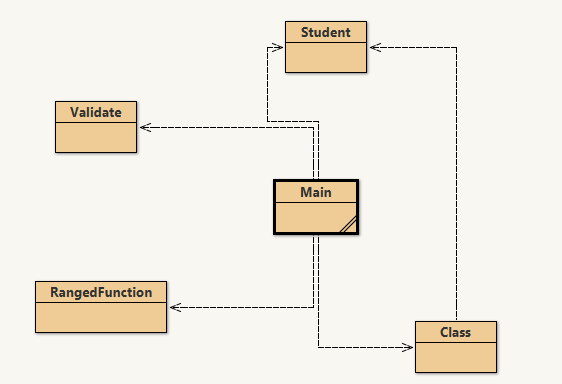 Student
Validate
Main
RangedFunction
Class